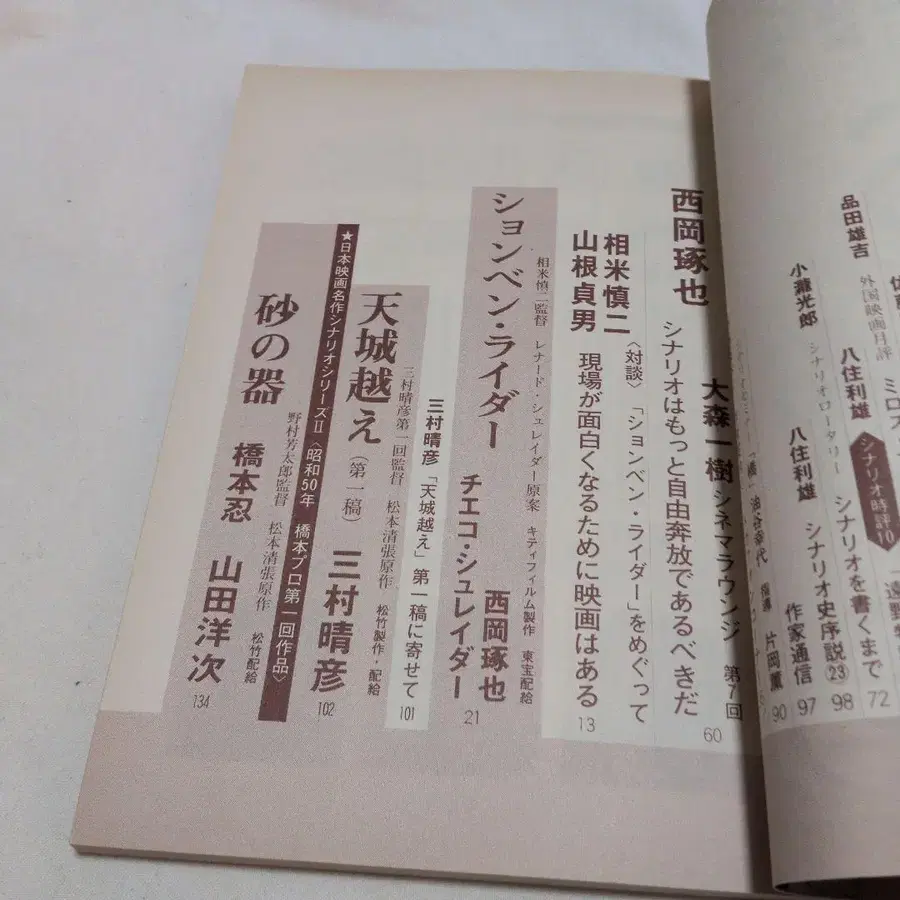 ミロス
品田雄吉
外国映画月評
八住利雄
シナリオ時評10
シナリオを書くまで
72
小瀧光郎
シナリオロータリー
八住利雄
シナリオ史序説㉓
98
作家通信
97
油谷幸代
指導
片岡薫
90
大森一樹
シネマラウンジ
第7回
60
西岡琢也
シナリオはもっと自由奔放であるべきだ
相米慎二
山根貞男
〈対談〉「ションベン・ライダー」をめぐって
現場が面白くなるために映画はある
13
相米慎二監督 レナード・シュレイダー原案 キティフィルム製作 東宝配給
ションベン・ライダー
西岡琢也
チエコ・シュレイダー
21
三村晴彦「天城越え」第一稿に寄せて
101
三村晴彦第一回監督 松本清張原作 松竹製作・配給
天城越え(第一稿) 三村晴彦
102
★日本映画名作シナリオシリーズII〈昭和50年 橋本プロ第一回作品〉
野村芳太郎監督 松本清張原作 松竹配給
砂の器 橋本忍 山田洋次
134